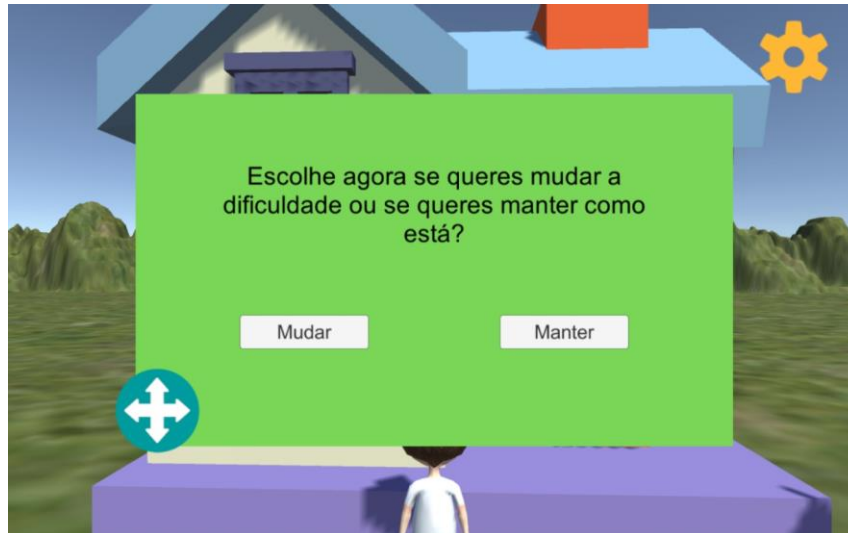 Escolhe agora se queres mudar a
dificuldade ou se queres manter como
está?
Mudar
Manter